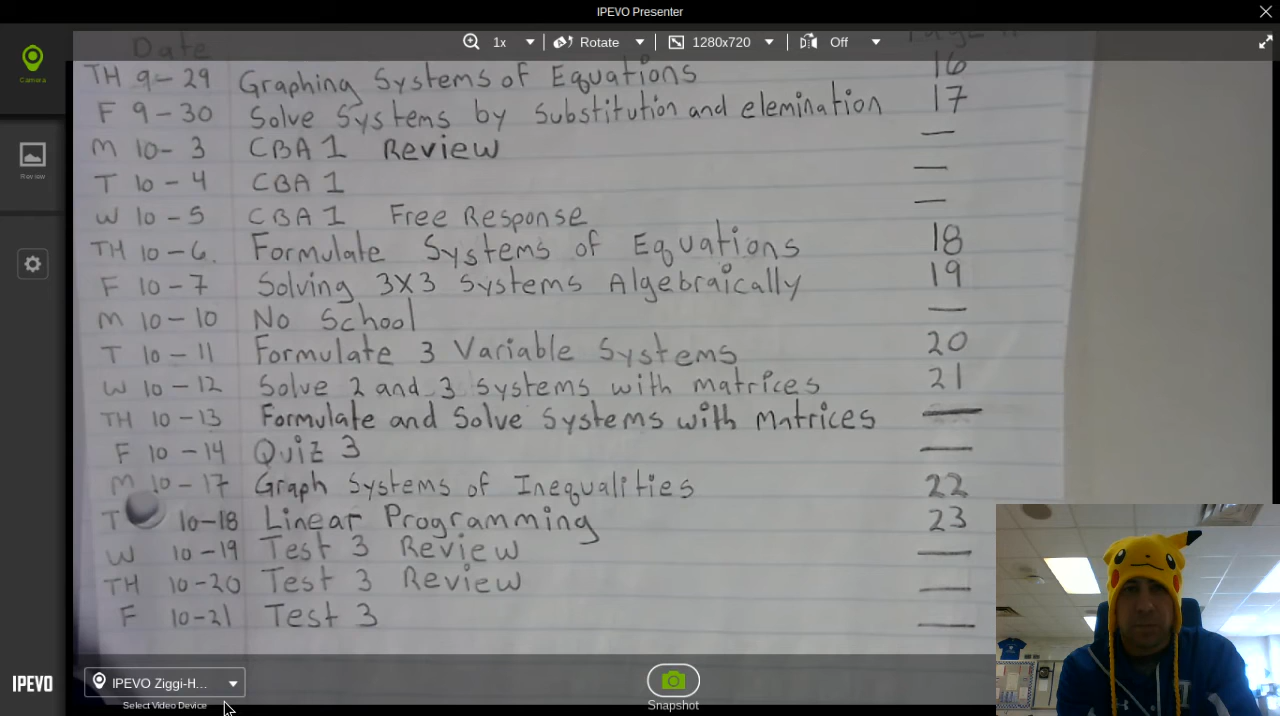 IPEVO Presenter
1x Rotate 1280x720 Off
Date
TH 9-29 Graphing Systems of Equations 16
F 9-30 Solve Systems by Substitution and elemination 17
M 10-3 CBA 1 Review —
T 10-4 CBA 1 —
W 10-5 CBA 1 Free Response —
TH 10-6. Formulate Systems of Equations 18
F 10-7 Solving 3X3 Systems Algebraically 19
M 10-10 No School —
T 10-11 Formulate 3 Variable Systems 20
W 10-12 Solve 2 and 3 systems with matrices 21
TH 10-13 Formulate and Solve Systems with Matrices —
F 10-14 Quiz 3 —
M 10-17 Graph Systems of Inequalities 22
T 10-18 Linear Programming 23
W 10-19 Test 3 Review —
TH 10-20 Test 3 Review —
F 10-21 Test 3 —
Camera
Review
IPEVO
IPEVO Ziggi-H...
Select Video Device
Snapshot